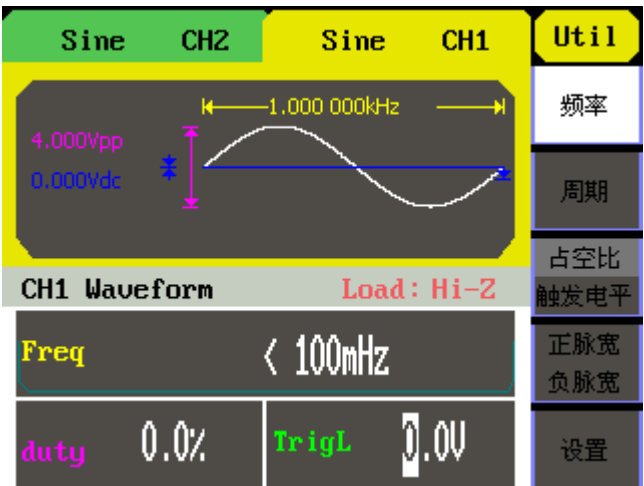 Sine CH2 Sine CH1 Util
1.000 000kHz
4.000Vpp
0.000Vdc
CH1 Waveform Load: Hi-Z
Freq < 100mHz
duty 0.0% TrigL 0.0V
频率
周期
占空比
触发电平
正脉宽
负脉宽
设置